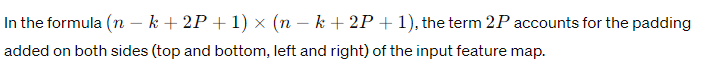 In the formula (n − k + 2P + 1) × (n − k + 2P + 1), the term 2P accounts for the padding
added on both sides (top and bottom, left and right) of the input feature map.